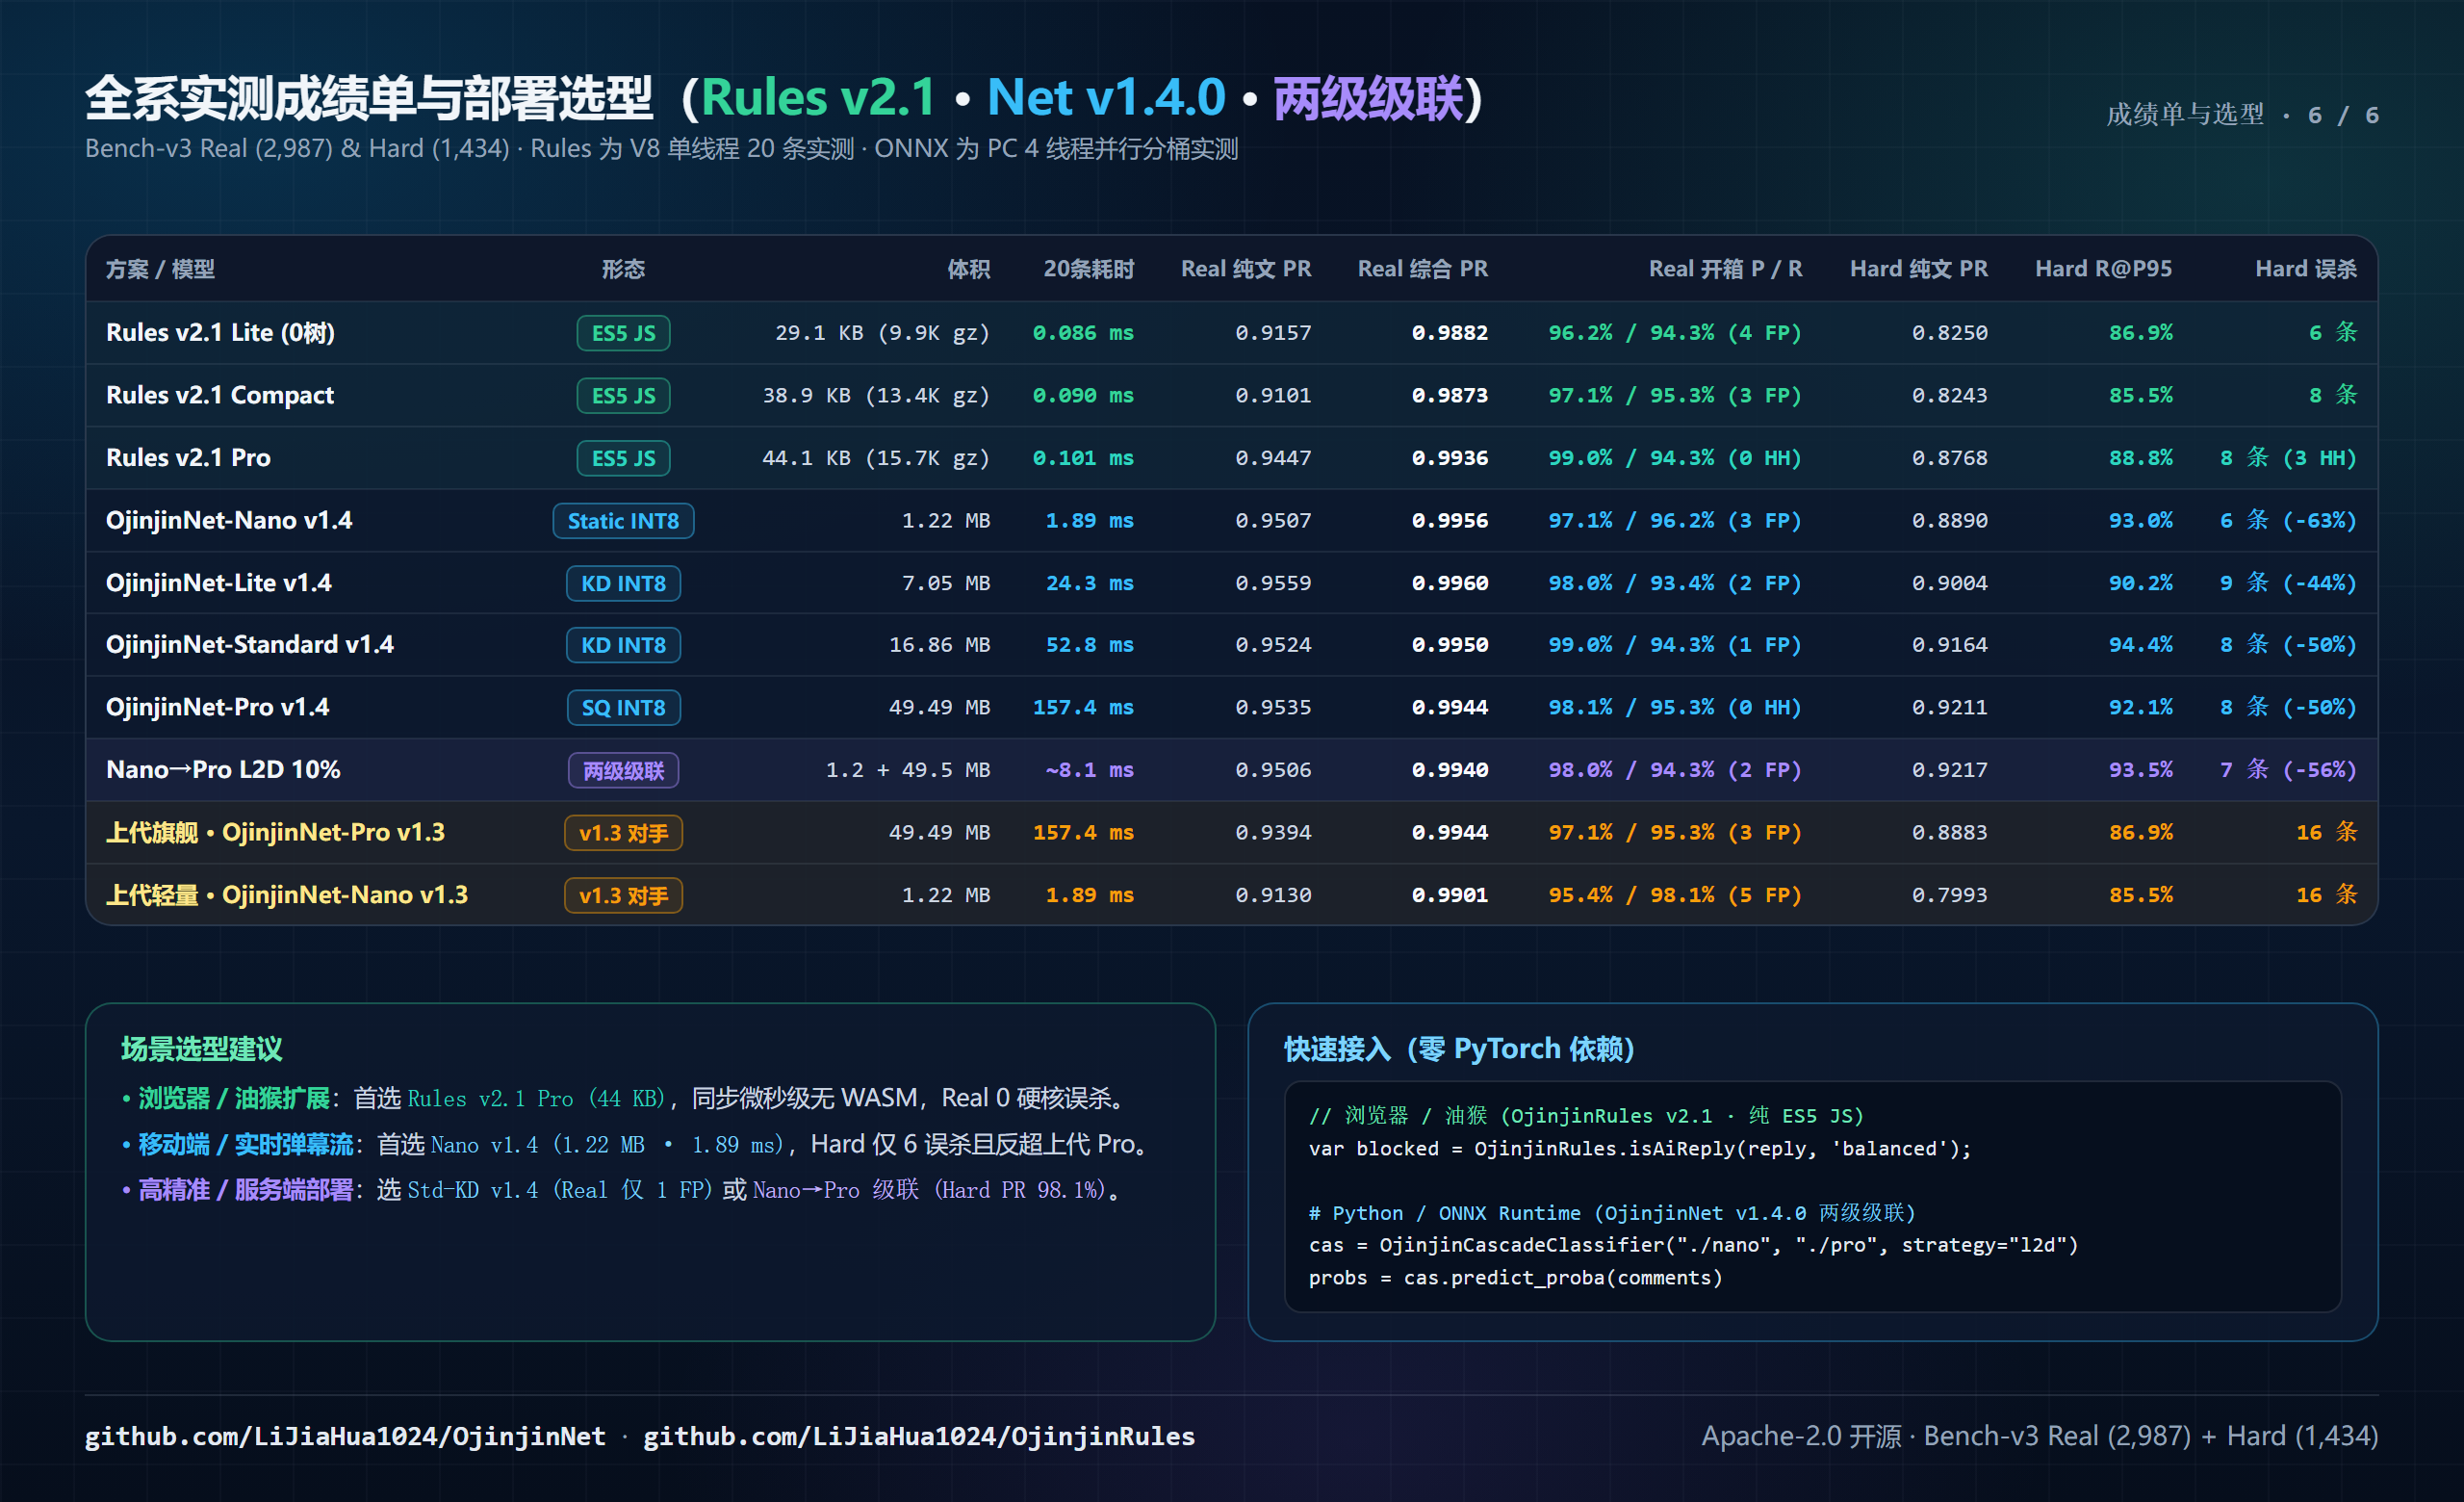 全系实测成绩单与部署选型（Rules v2.1 • Net v1.4.0 • 两级级联）
成绩单与选型 · 6 / 6
Bench-v3 Real (2,987) & Hard (1,434) · Rules 为 V8 单线程 20 条实测 · ONNX 为 PC 4 线程并行分桶实测
方案 / 模型 形态 体积 20条耗时 Real 纯文 PR Real 综合 PR Real 开箱 P / R Hard 纯文 PR Hard R@P95 Hard 误杀
Rules v2.1 Lite (0树) ES5 JS 29.1 KB (9.9K gz) 0.086 ms 0.9157 0.9882 96.2% / 94.3% (4 FP) 0.8250 86.9% 6 条
Rules v2.1 Compact ES5 JS 38.9 KB (13.4K gz) 0.090 ms 0.9101 0.9873 97.1% / 95.3% (3 FP) 0.8243 85.5% 8 条
Rules v2.1 Pro ES5 JS 44.1 KB (15.7K gz) 0.101 ms 0.9447 0.9936 99.0% / 94.3% (0 HH) 0.8768 88.8% 8 条 (3 HH)
OjinjinNet-Nano v1.4 Static INT8 1.22 MB 1.89 ms 0.9507 0.9956 97.1% / 96.2% (3 FP) 0.8890 93.0% 6 条 (-63%)
OjinjinNet-Lite v1.4 KD INT8 7.05 MB 24.3 ms 0.9559 0.9960 98.0% / 93.4% (2 FP) 0.9004 90.2% 9 条 (-44%)
OjinjinNet-Standard v1.4 KD INT8 16.86 MB 52.8 ms 0.9524 0.9950 99.0% / 94.3% (1 FP) 0.9164 94.4% 8 条 (-50%)
OjinjinNet-Pro v1.4 SQ INT8 49.49 MB 157.4 ms 0.9535 0.9944 98.1% / 95.3% (0 HH) 0.9211 92.1% 8 条 (-50%)
Nano→Pro L2D 10% 两级级联 1.2 + 49.5 MB ~8.1 ms 0.9506 0.9940 98.0% / 94.3% (2 FP) 0.9217 93.5% 7 条 (-56%)
上代旗舰 • OjinjinNet-Pro v1.3 v1.3 对手 49.49 MB 157.4 ms 0.9394 0.9944 97.1% / 95.3% (3 FP) 0.8883 86.9% 16 条
上代轻量 • OjinjinNet-Nano v1.3 v1.3 对手 1.22 MB 1.89 ms 0.9130 0.9901 95.4% / 98.1% (5 FP) 0.7993 85.5% 16 条
场景选型建议
• 浏览器 / 油猴扩展：首选 Rules v2.1 Pro (44 KB)，同步微秒级无 WASM，Real 0 硬核误杀。
• 移动端 / 实时弹幕流：首选 Nano v1.4 (1.22 MB • 1.89 ms)，Hard 仅 6 误杀且反超上代 Pro。
• 高精准 / 服务端部署：选 Std-KD v1.4 (Real 仅 1 FP) 或 Nano→Pro 级联 (Hard PR 98.1%)。
快速接入（零 PyTorch 依赖）
// 浏览器 / 油猴 (OjinjinRules v2.1 · 纯 ES5 JS)
var blocked = OjinjinRules.isAiReply(reply, 'balanced');
# Python / ONNX Runtime (OjinjinNet v1.4.0 两级级联)
cas = OjinjinCascadeClassifier("./nano", "./pro", strategy="l2d")
probs = cas.predict_proba(comments)
github.com/LiJiaHua1024/OjinjinNet · github.com/LiJiaHua1024/OjinjinRules
Apache-2.0 开源 · Bench-v3 Real (2,987) + Hard (1,434)